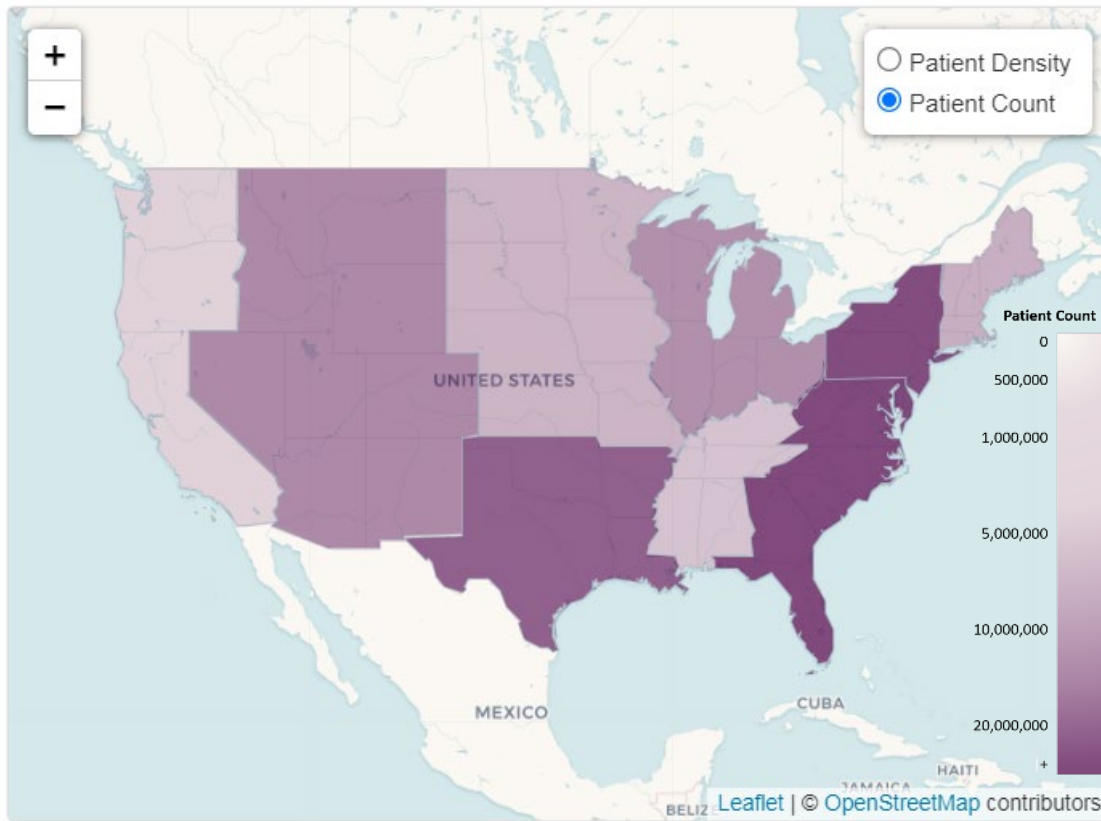 +
−
Patient Density
Patient Count
Patient Count
0
500,000
UNITED STATES
1,000,000
5,000,000
10,000,000
MEXICO
CUBA
20,000,000
+
HAITI
JAMAICA
BELIZE
Leaflet | © OpenStreetMap contributors